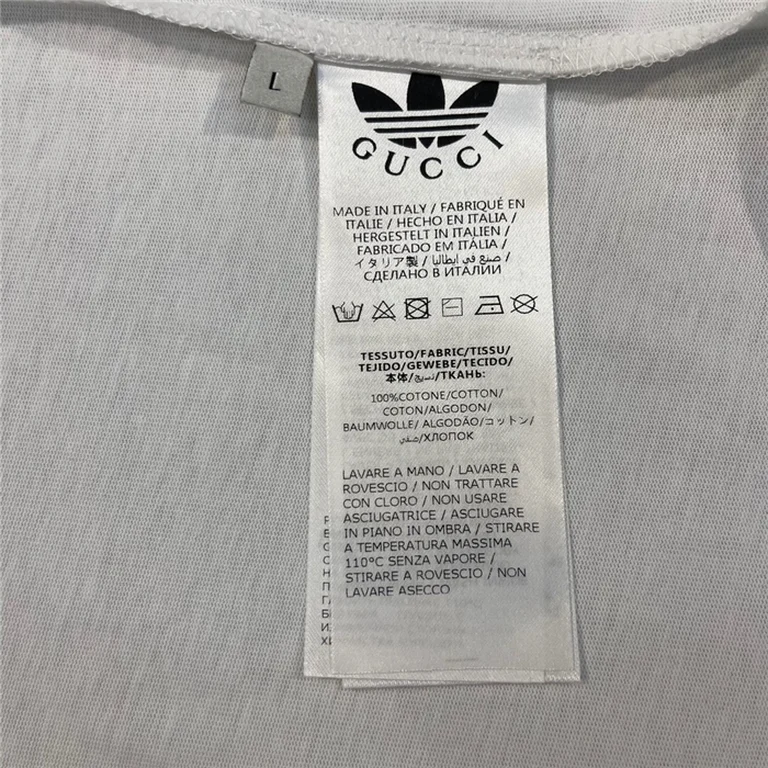 L
GUCCI
MADE IN ITALY / FABRIQUÉ EN
ITALIE / HECHO EN ITALIA /
HERGESTELT IN ITALIEN /
FABRICADO EM ITÁLIA /
イタリア製 / صنع في إيطاليا /
СДЕЛАНО В ИТАЛИИ
TESSUTO/FABRIC/TISSU/
TEJIDO/GEWEBE/TECIDO/
本体/نسيج/ТКАНЬ:
100%COTONE/COTTON/
COTON/ALGODON/
BAUMWOLLE/ ALGODÃO/コットン/
/ХЛОПОК
LAVARE A MANO / LAVARE A
ROVESCIO / NON TRATTARE
CON CLORO / NON USARE
ASCIUGATRICE / ASCIUGARE
IN PIANO IN OMBRA / STIRARE
A TEMPERATURA MASSIMA
110°C SENZA VAPORE /
STIRARE A ROVESCIO / NON
LAVARE ASECCO